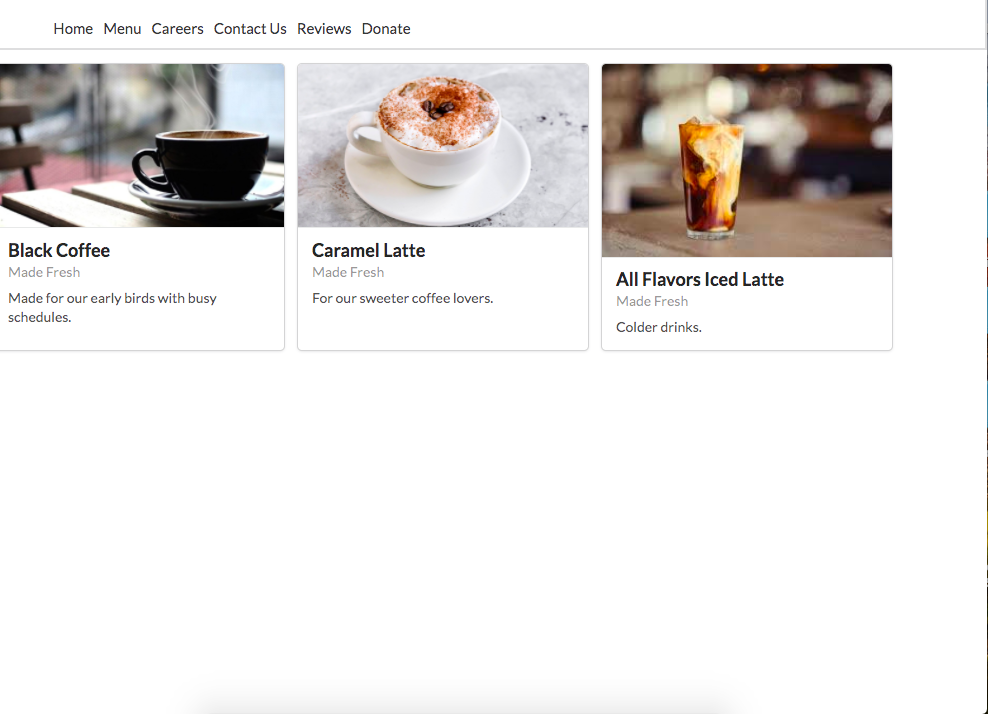 Home Menu Careers Contact Us Reviews Donate
Black Coffee
Made Fresh
Made for our early birds with busy
schedules.
Caramel Latte
Made Fresh
For our sweeter coffee lovers.
All Flavors Iced Latte
Made Fresh
Colder drinks.